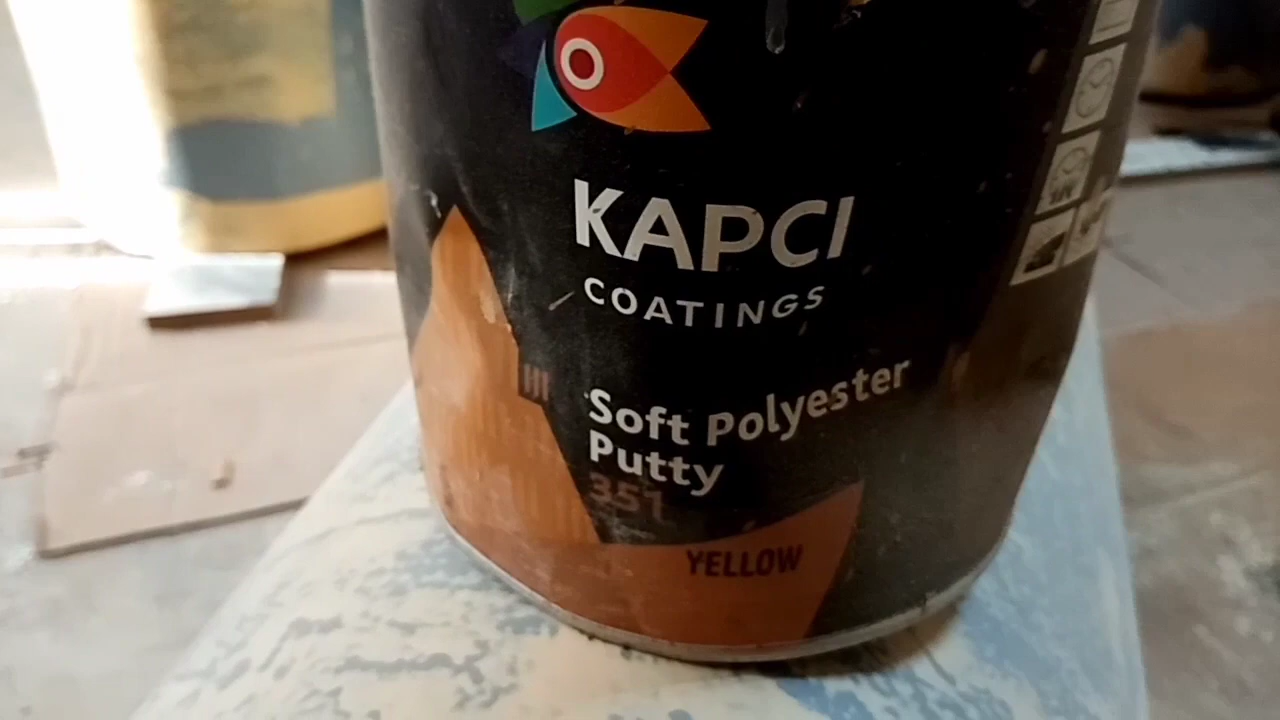 KAPCI
COATINGS
Soft Polyester
Putty
351
YELLOW